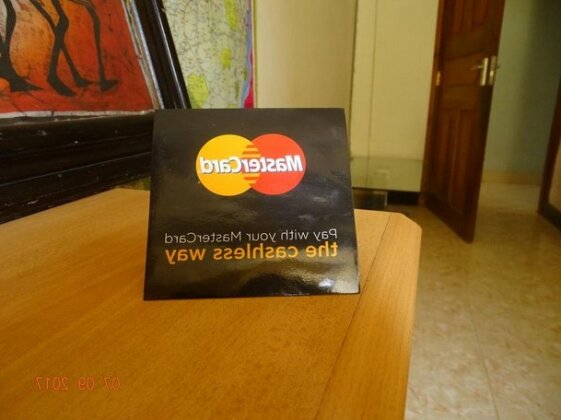 MasterCard
Pay with your MasterCard
the cashless way
07 09 2017